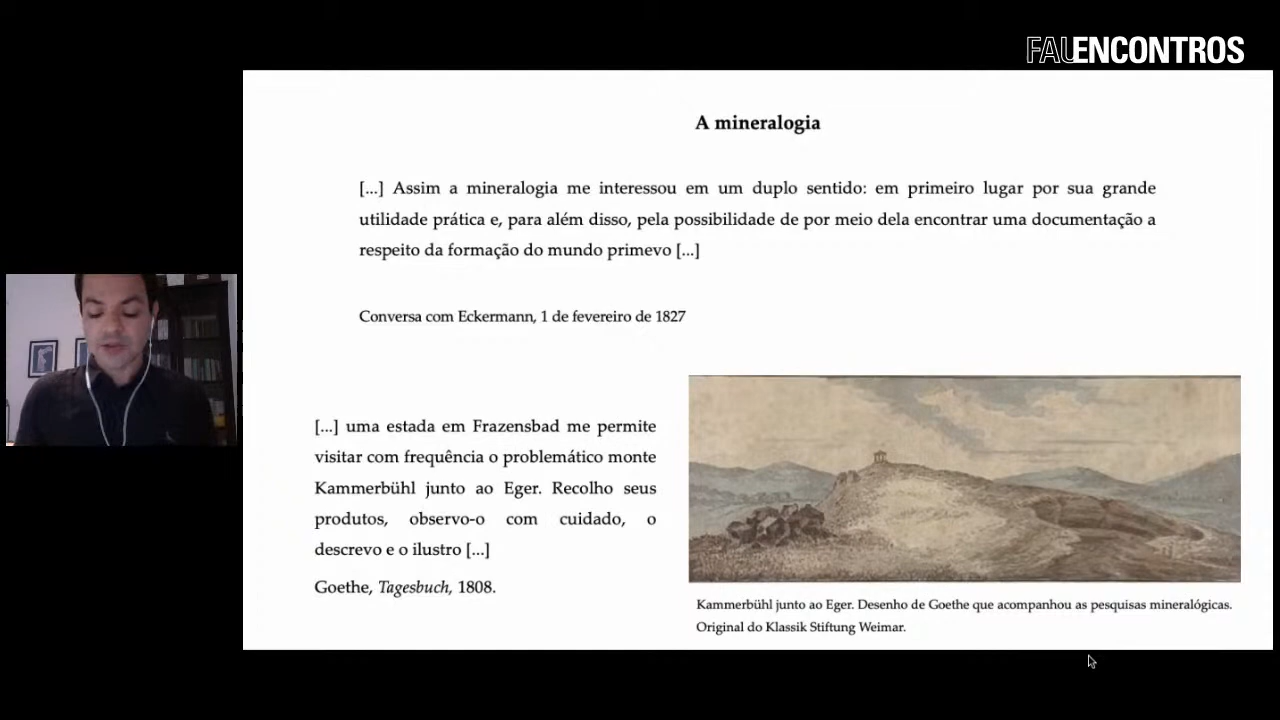 FAUENCONTROS
A mineralogia
[...] Assim a mineralogia me interessou em um duplo sentido: em primeiro lugar por sua grande
utilidade prática e, para além disso, pela possibilidade de por meio dela encontrar uma documentação a
respeito da formação do mundo primevo [...]
Conversa com Eckermann, 1 de fevereiro de 1827
[...] uma estada em Frazensbad me permite
visitar com frequência o problemático monte
Kammerbühl junto ao Eger. Recolho seus
produtos, observo-o com cuidado, o
descrevo e o ilustro [...]
Goethe, Tagesbuch, 1808.
Kammerbühl junto ao Eger. Desenho de Goethe que acompanhou as pesquisas mineralógicas.
Original do Klassik Stiftung Weimar.